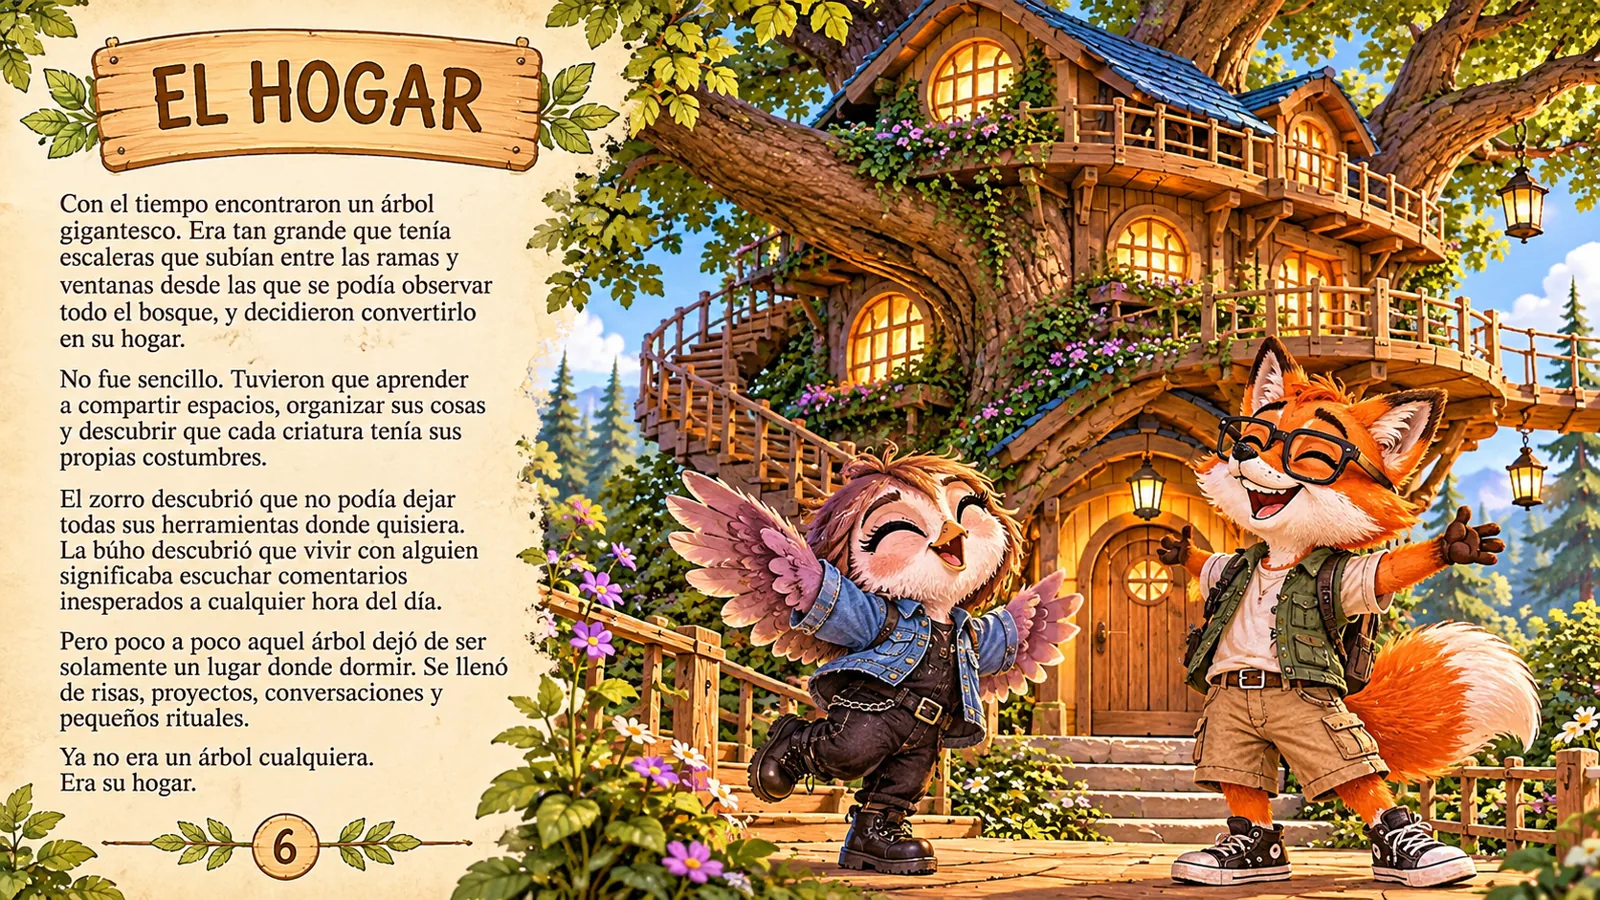 EL HOGAR
Con el tiempo encontraron un árbol
gigantesco. Era tan grande que tenía
escaleras que subían entre las ramas y
ventanas desde las que se podía observar
todo el bosque, y decidieron convertirlo
en su hogar.
No fue sencillo. Tuvieron que aprender
a compartir espacios, organizar sus cosas
y descubrir que cada criatura tenía sus
propias costumbres.
El zorro descubrió que no podía dejar
todas sus herramientas donde quisiera.
La búho descubrió que vivir con alguien
significaba escuchar comentarios
inesperados a cualquier hora del día.
Pero poco a poco aquel árbol dejó de ser
solamente un lugar donde dormir. Se llenó
de risas, proyectos, conversaciones y
pequeños rituales.
Ya no era un árbol cualquiera.
Era su hogar.
6